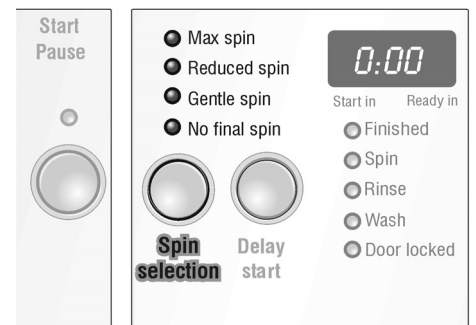 Start
Pause
Max spin
Reduced spin
Gentle spin
No final spin
Spin
selection
Delay
start
0:00
Start in Ready in
Finished
Spin
Rinse
Wash
Door locked